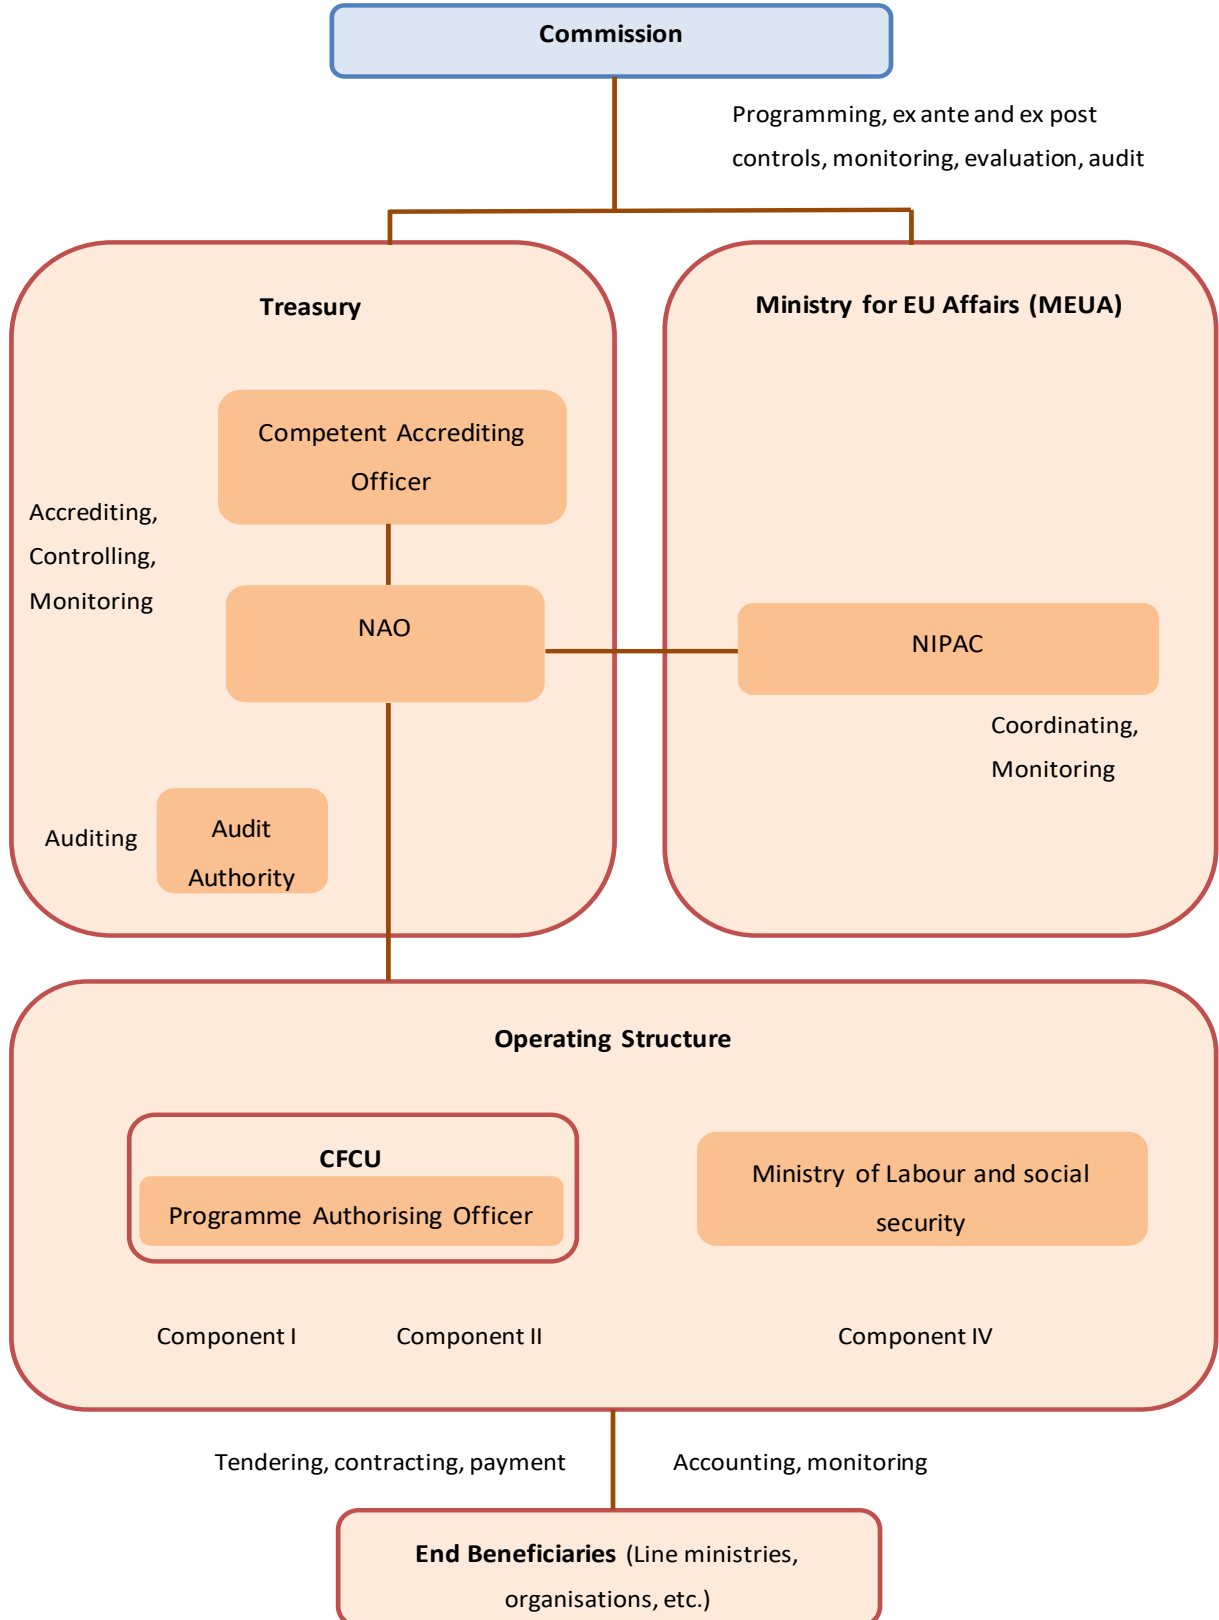 Commission
Programming, ex ante and ex post
controls, monitoring, evaluation, audit
Treasury
Competent Accrediting
Officer
Accrediting,
Controlling,
Monitoring
NAO
Auditing
Audit
Authority
Ministry for EU Affairs (MEUA)
NIPAC
Coordinating,
Monitoring
Operating Structure
CFCU
Programme Authorising Officer
Ministry of Labour and social
security
Component I
Component II
Component IV
Tendering, contracting, payment
Accounting, monitoring
End Beneficiaries (Line ministries,
organisations, etc.)